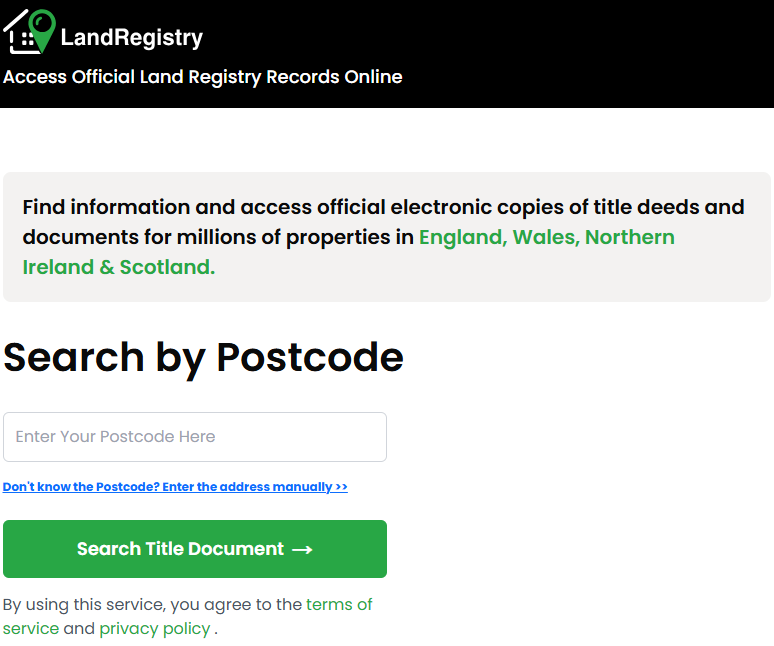 LandRegistry
Access Official Land Registry Records Online
Find information and access official electronic copies of title deeds and
documents for millions of properties in England, Wales, Northern
Ireland & Scotland.
Search by Postcode
Enter Your Postcode Here
Don't know the Postcode? Enter the address manually >>
Search Title Document →
By using this service, you agree to the terms of
service and privacy policy .